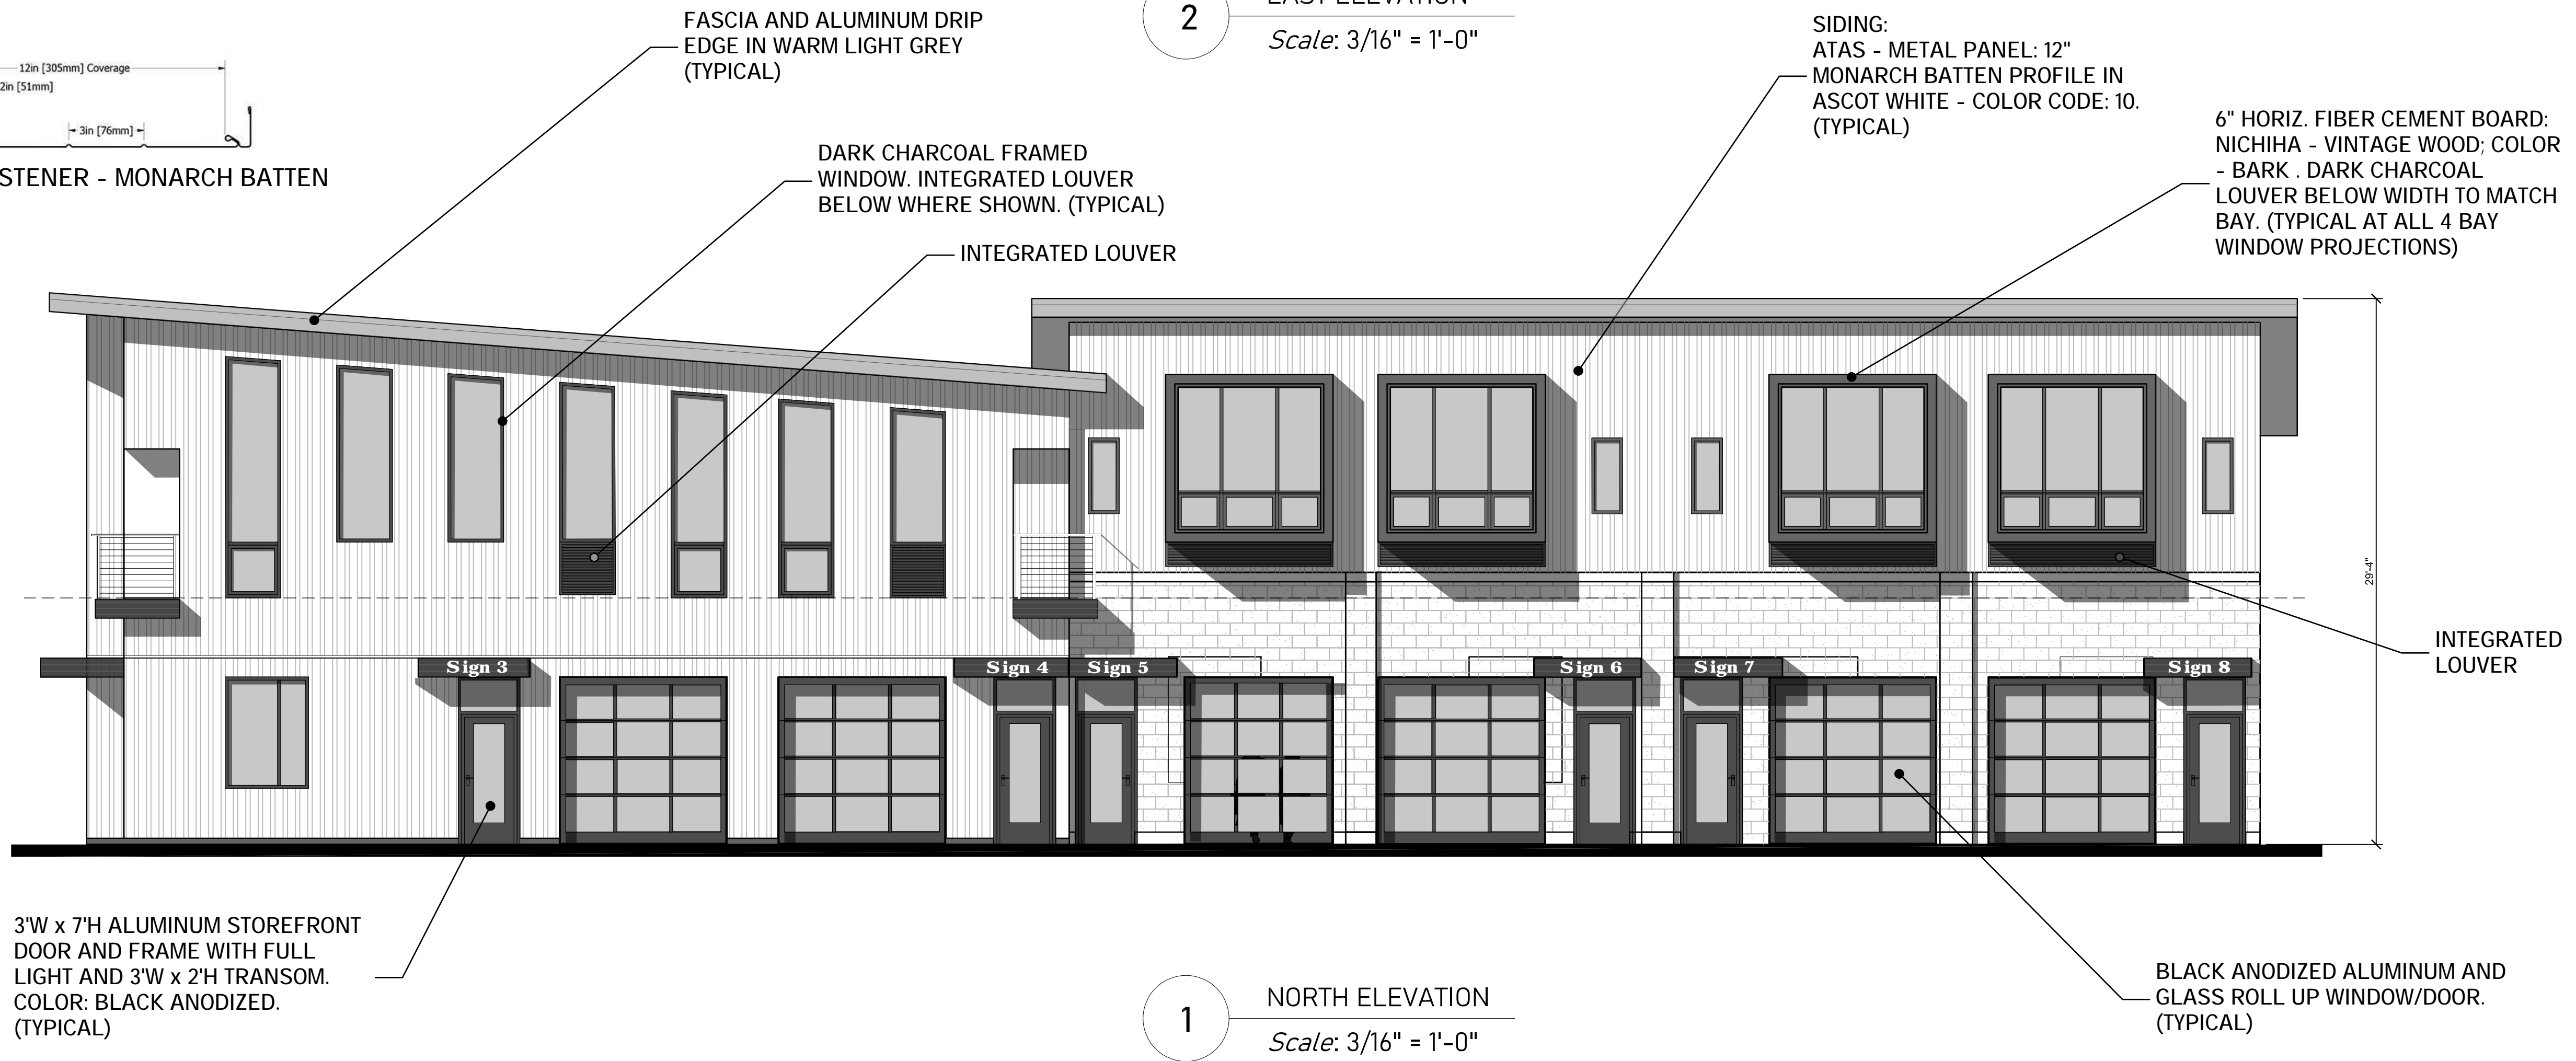 2
EAST ELEVATION
Scale: 3/16" = 1'-0"
12in [305mm] Coverage
2in [51mm]
3in [76mm]
STENER - MONARCH BATTEN
FASCIA AND ALUMINUM DRIP
EDGE IN WARM LIGHT GREY
(TYPICAL)
DARK CHARCOAL FRAMED
WINDOW. INTEGRATED LOUVER
BELOW WHERE SHOWN. (TYPICAL)
INTEGRATED LOUVER
SIDING:
ATAS - METAL PANEL: 12"
MONARCH BATTEN PROFILE IN
ASCOT WHITE - COLOR CODE: 10.
(TYPICAL)
6" HORIZ. FIBER CEMENT BOARD:
NICHIHA - VINTAGE WOOD; COLOR
- BARK . DARK CHARCOAL
LOUVER BELOW WIDTH TO MATCH
BAY. (TYPICAL AT ALL 4 BAY
WINDOW PROJECTIONS)
29'-4"
INTEGRATED
LOUVER
Sign 3
Sign 4
Sign 5
Sign 6
Sign 7
Sign 8
3'W x 7'H ALUMINUM STOREFRONT
DOOR AND FRAME WITH FULL
LIGHT AND 3'W x 2'H TRANSOM.
COLOR: BLACK ANODIZED.
(TYPICAL)
BLACK ANODIZED ALUMINUM AND
GLASS ROLL UP WINDOW/DOOR.
(TYPICAL)
1
NORTH ELEVATION
Scale: 3/16" = 1'-0"